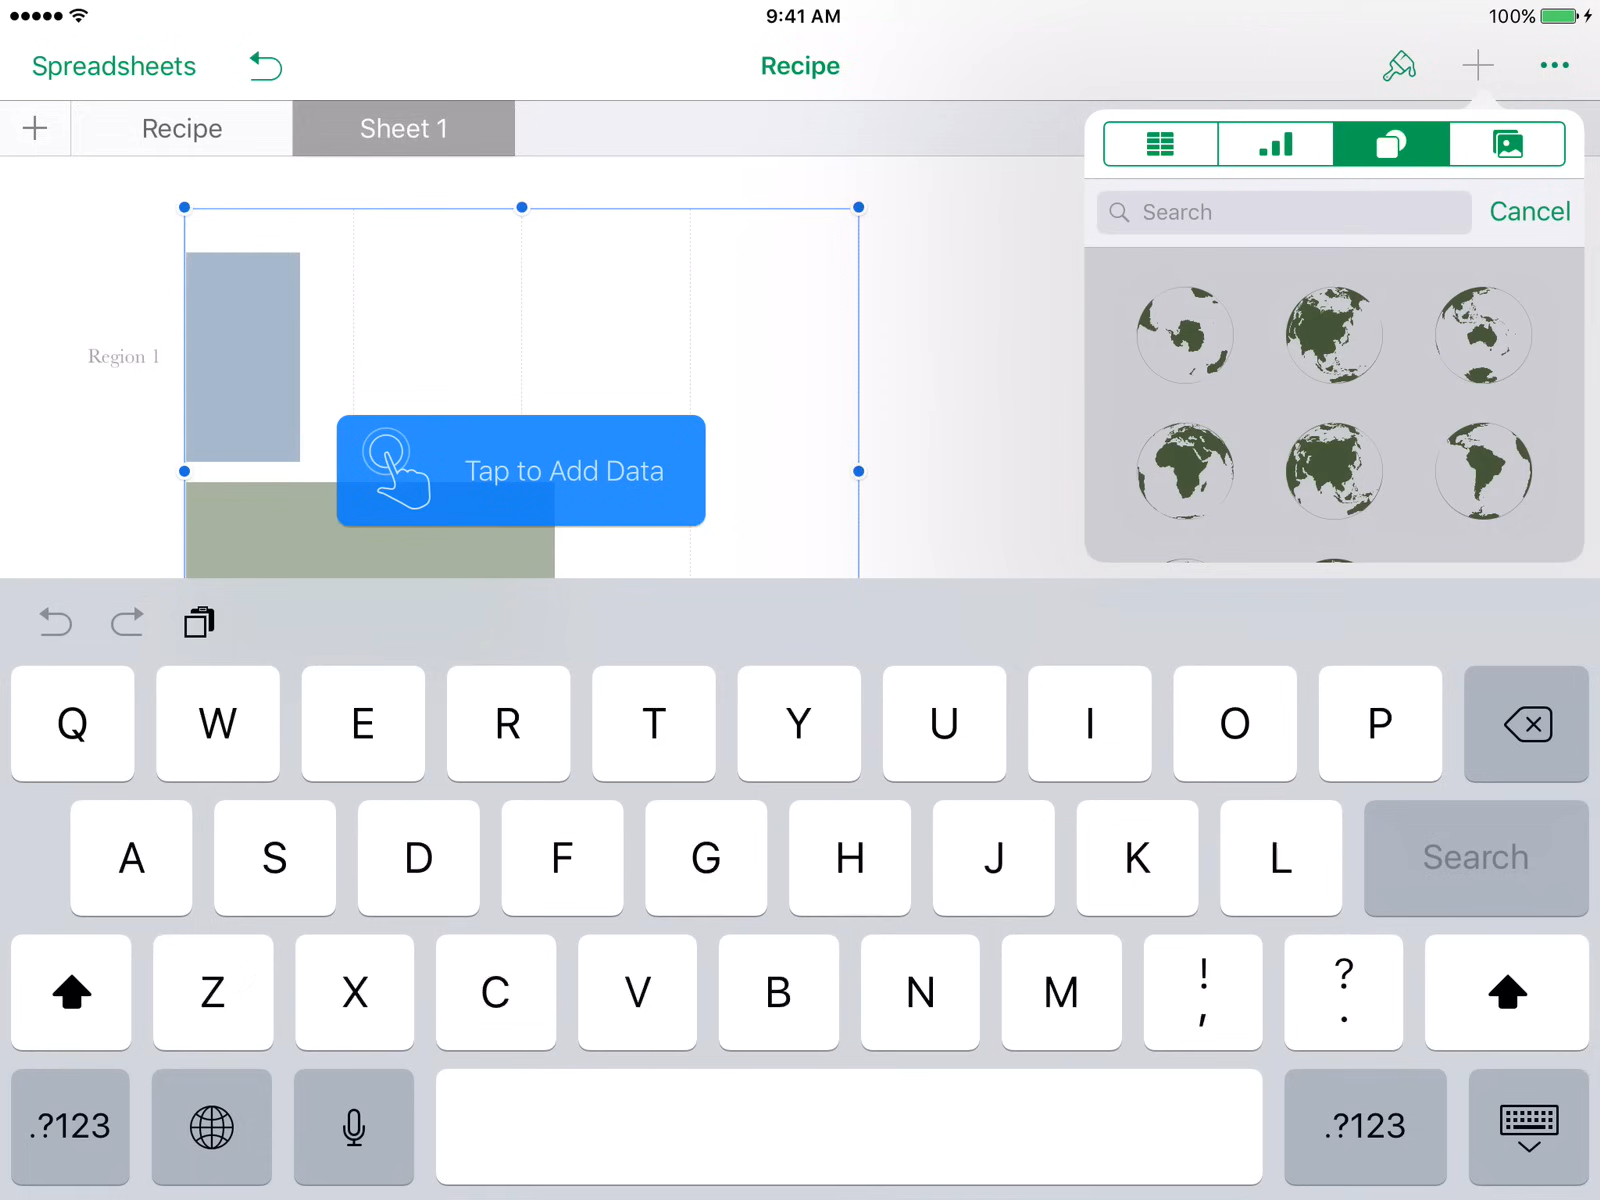 9:41 AM
100%
Spreadsheets
Recipe
Recipe
Sheet 1
Search
Cancel
Region 1
Tap to Add Data
Q W E R T Y U I O P
A S D F G H J K L Search
Z X C V B N M ! , ? .
.?123 .?123